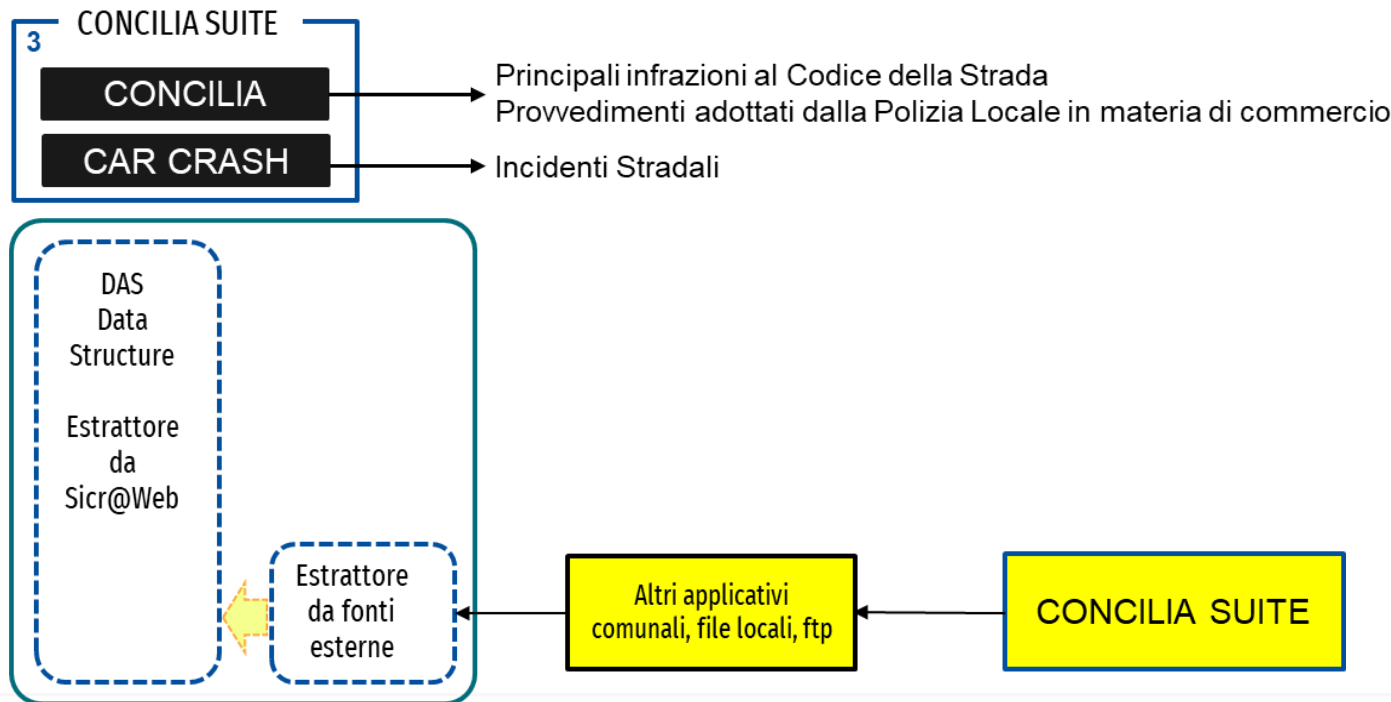 CONCILIA SUITE
3
CONCILIA
Principali infrazioni al Codice della Strada
Provvedimenti adottati dalla Polizia Locale in materia di commercio
CAR CRASH
Incidenti Stradali
DAS
Data
Structure
Estrattore
da
Sicr@Web
Estrattore
da fonti
esterne
Altri applicativi
comunali, file locali, ftp
CONCILIA SUITE